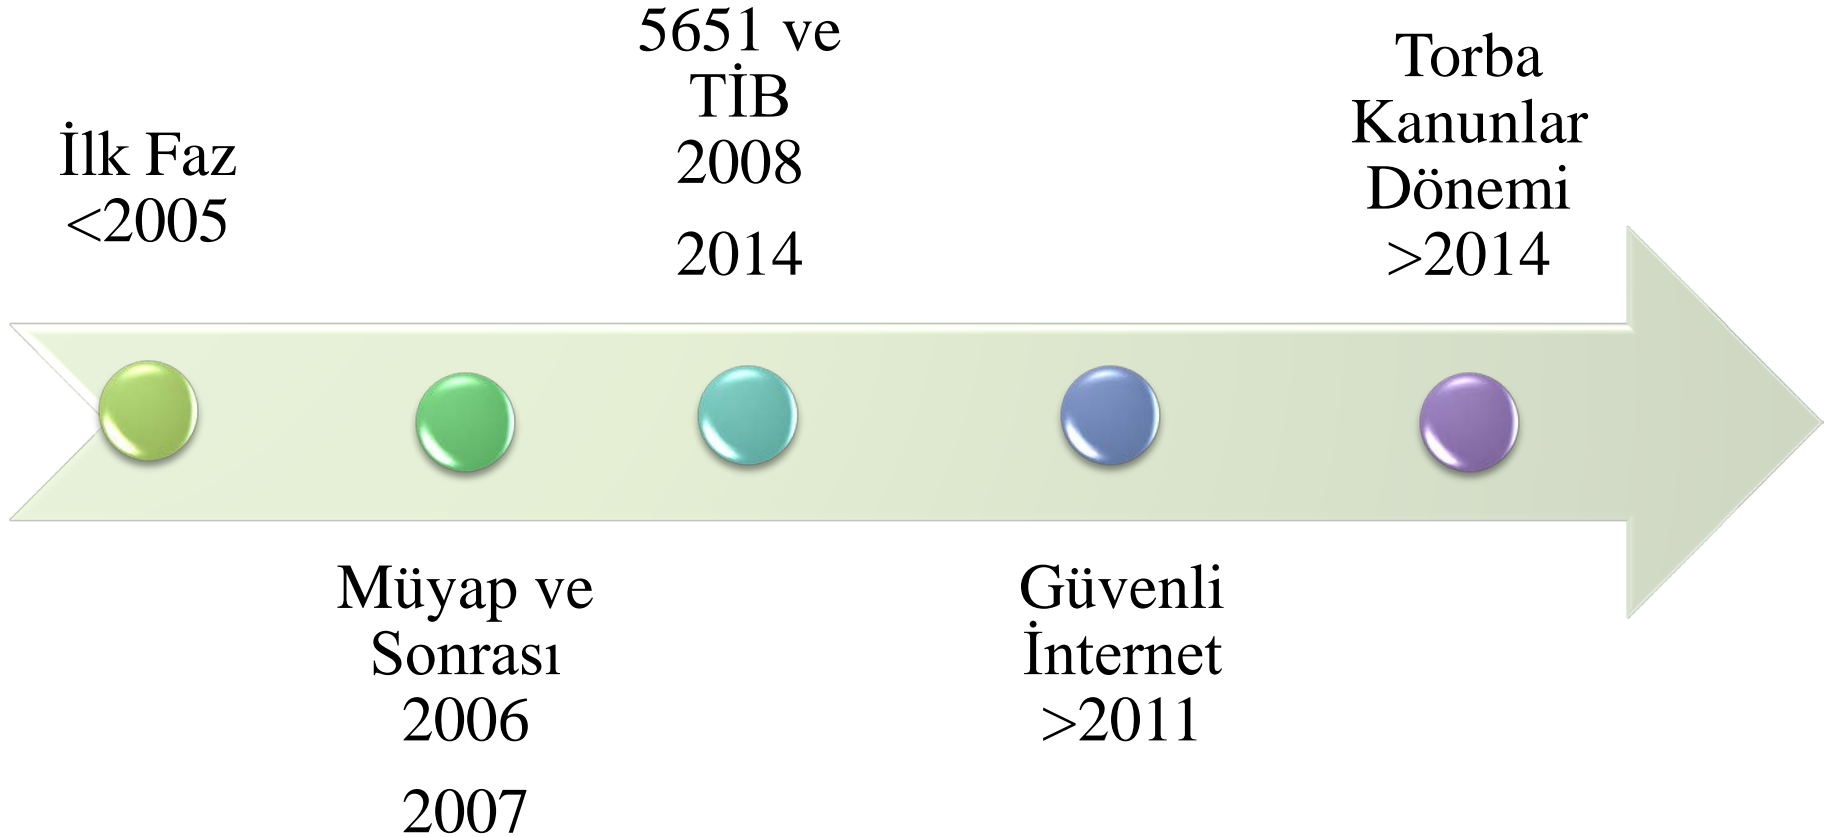 İlk Faz
<2005
Müyap ve
Sonrası
2006
2007
5651 ve
TİB
2008
2014
Güvenli
İnternet
>2011
Torba
Kanunlar
Dönemi
>2014